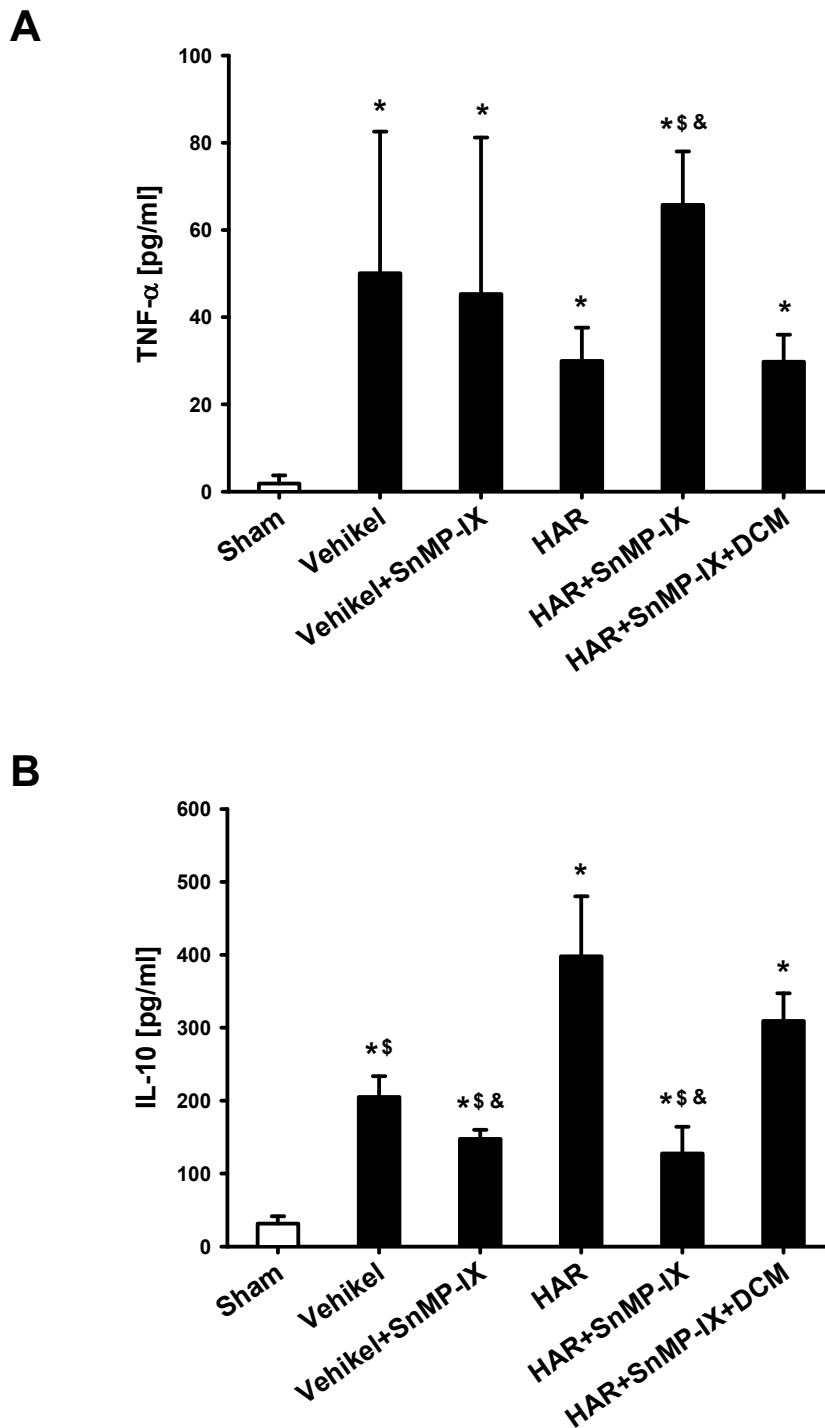 A
TNF-α [pg/ml]
100
80
60
40
20
0
*
*
*
*$&
*
Sham
Vehikel
Vehikel+SnMP-IX
HAR
HAR+SnMP-IX
HAR+SnMP-IX+DCM
B
IL-10 [pg/ml]
600
500
400
300
200
100
0
*$
*$&
*
*$&
*
Sham
Vehikel
Vehikel+SnMP-IX
HAR
HAR+SnMP-IX
HAR+SnMP-IX+DCM